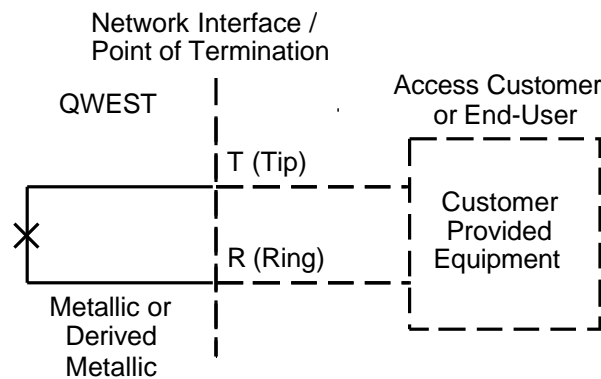 Network Interface /
Point of Termination
QWEST
Access Customer
or End-User
T (Tip)
R (Ring)
Customer
Provided
Equipment
Metallic or
Derived
Metallic